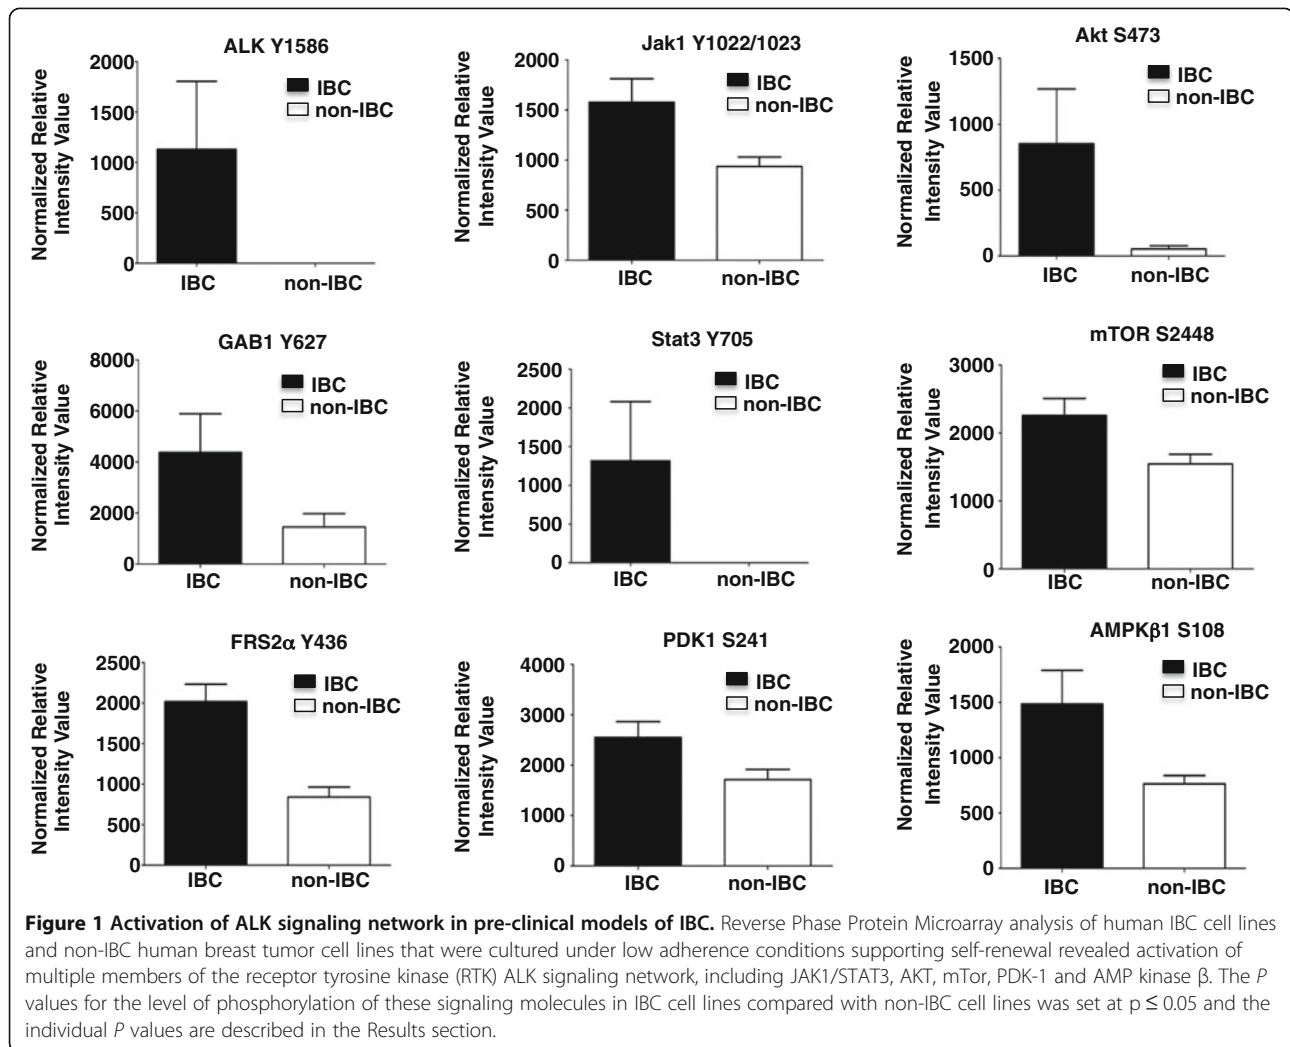 ALK Y1586
Normalized Relative
Intensity Value
2000
1500
1000
500
0
IBC
non-IBC
IBC
non-IBC
Jak1 Y1022/1023
Normalized Relative
Intensity Value
2000
1500
1000
500
0
IBC
non-IBC
IBC
non-IBC
Akt S473
Normalized Relative
Intensity Value
1500
1000
500
0
IBC
non-IBC
IBC
non-IBC
GAB1 Y627
Normalized Relative
Intensity Value
8000
6000
4000
2000
0
IBC
non-IBC
IBC
non-IBC
Stat3 Y705
Normalized Relative
Intensity Value
2500
2000
1500
1000
500
0
IBC
non-IBC
IBC
non-IBC
mTOR S2448
Normalized Relative
Intensity Value
3000
2000
1000
0
IBC
non-IBC
IBC
non-IBC
FRS2α Y436
Normalized Relative
Intensity Value
2500
2000
1500
1000
500
0
IBC
non-IBC
IBC
non-IBC
PDK1 S241
Normalized Relative
Intensity Value
4000
3000
2000
1000
0
IBC
non-IBC
IBC
non-IBC
AMPKβ1 S108
Normalized Relative
Intensity Value
2000
1500
1000
500
0
IBC
non-IBC
IBC
non-IBC
Figure 1 Activation of ALK signaling network in pre-clinical models of IBC. Reverse Phase Protein Microarray analysis of human IBC cell lines
and non-IBC human breast tumor cell lines that were cultured under low adherence conditions supporting self-renewal revealed activation of
multiple members of the receptor tyrosine kinase (RTK) ALK signaling network, including JAK1/STAT3, AKT, mTor, PDK-1 and AMP kinase β. The P
values for the level of phosphorylation of these signaling molecules in IBC cell lines compared with non-IBC cell lines was set at p ≤ 0.05 and the
individual P values are described in the Results section.